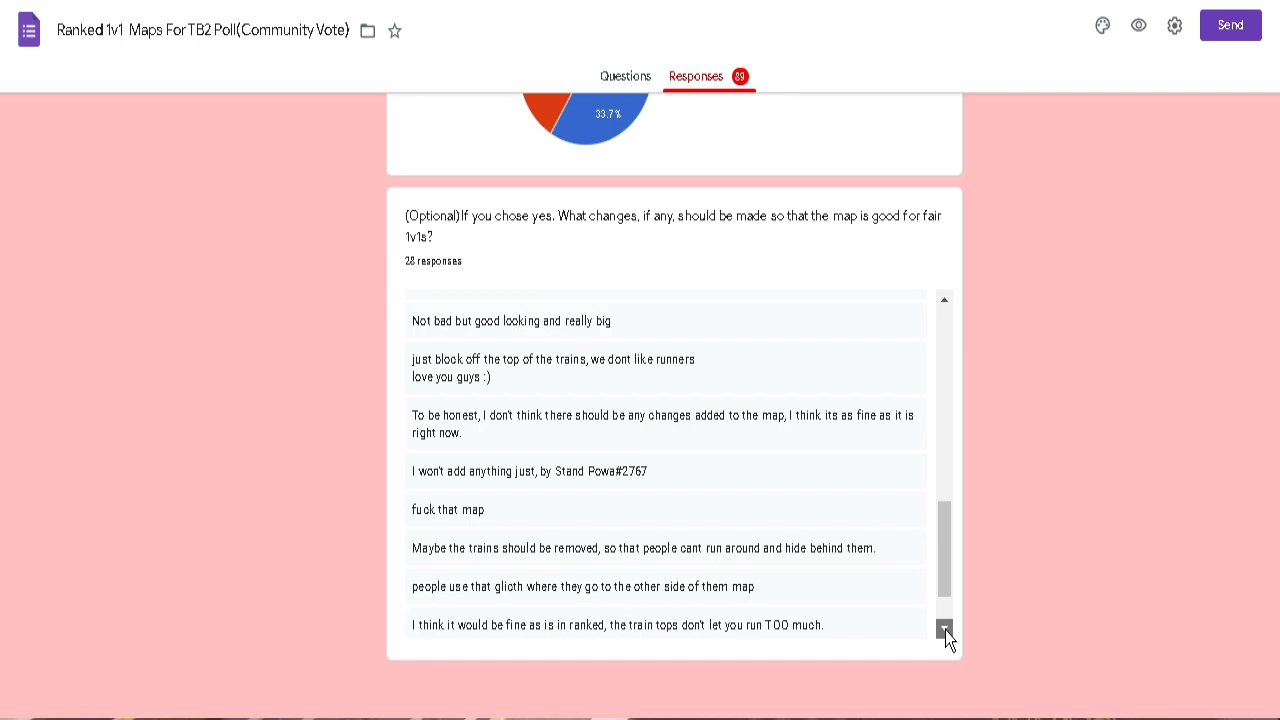 Ranked 1v1 Maps For TB2 Poll(Community Vote)
Send
Questions
Responses 89
33.7%
(Optional)If you chose yes. What changes, if any, should be made so that the map is good for fair
1v1s?
28 responses
Not bad but good looking and really big
just block off the top of the trains, we dont like runners
love you guys :)
To be honest, I don't think there should be any changes added to the map, I think its as fine as it is
right now.
I won't add anything just, by Stand Powa#2767
fuck that map
Maybe the trains should be removed, so that people cant run around and hide behind them.
people use that glioth where they go to the other side of them map
I think it would be fine as is in ranked, the train tops don't let you run TOO much.